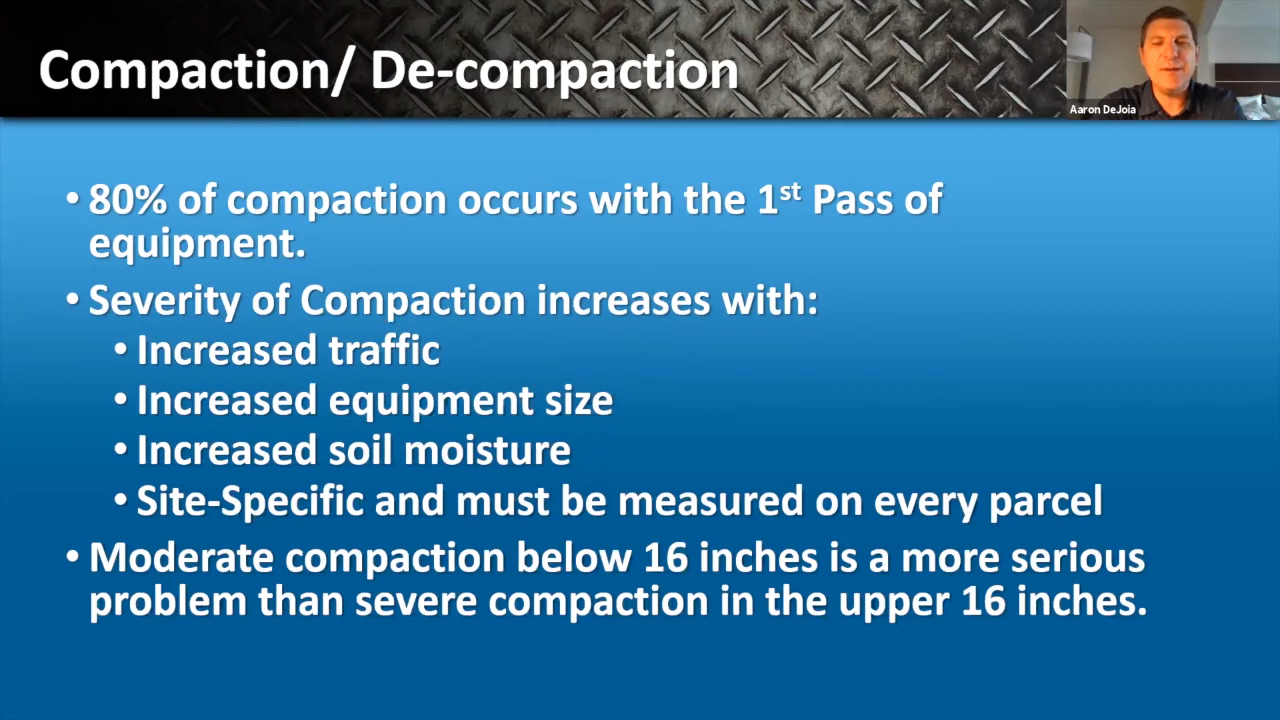 Compaction/ De-compaction
Aaron DeJoia
• 80% of compaction occurs with the 1st Pass of
equipment.
• Severity of Compaction increases with:
• Increased traffic
• Increased equipment size
• Increased soil moisture
• Site-Specific and must be measured on every parcel
• Moderate compaction below 16 inches is a more serious
problem than severe compaction in the upper 16 inches.